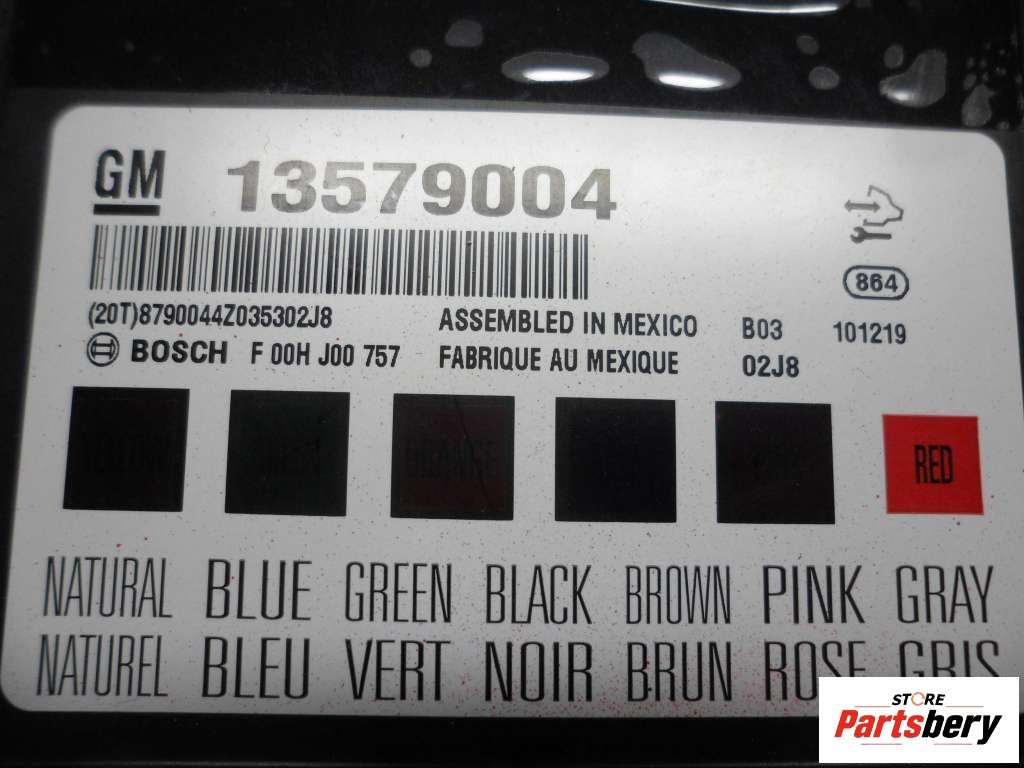 GM 13579004
864
(20T)8790044Z035302J8 ASSEMBLED IN MEXICO B03 101219
BOSCH F 00H J00 757 FABRIQUE AU MEXIQUE 02J8
ORANGE RED
NATURAL BLUE GREEN BLACK BROWN PINK GRAY
NATUREL BLEU VERT NOIR BRUN ROSE GRIS
STORE
Partsbery